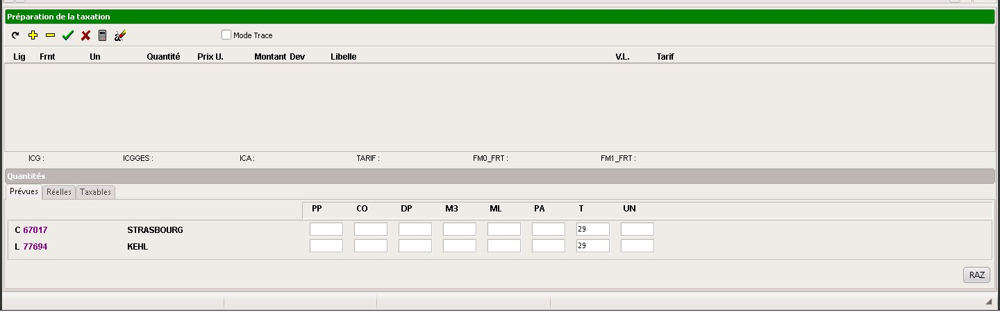 Préparation de la taxation
Mode Trace
Lig Frnt Un Quantité Prix U. Montant Dev Libelle V.L. Tarif
ICG : ICGGES : ICA : TARIF : FM0_FRT : FM1_FRT :
Quantités
Prévues Réelles Taxables
PP CO DP M3 ML PA T UN
C 67017 STRASBOURG 29
L 77694 KEHL 29
RAZ